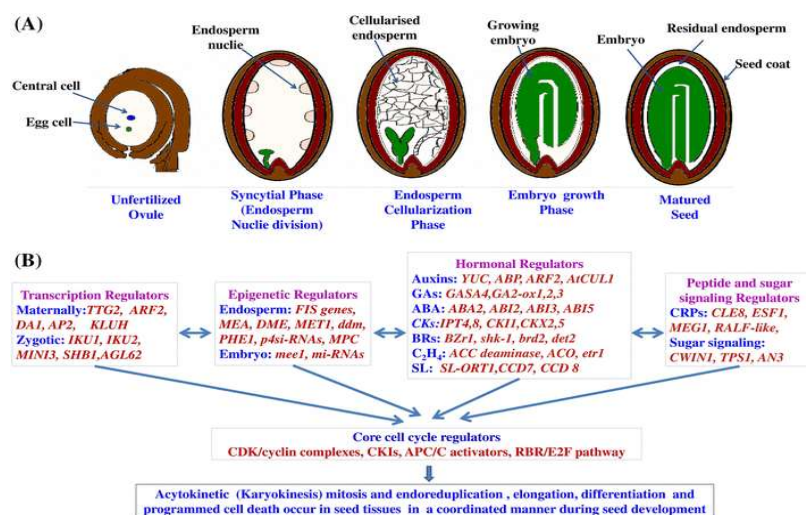 (A)
Central cell
Egg cell
Unfertilized
Ovule
Endosperm
nuclie
Syncytial Phase
(Endosperm
Nuclie division)
Cellularised
endosperm
Endosperm
Cellularization
Phase
Growing
embryo
Embryo growth
Phase
Embryo
Residual endosperm
Seed coat
Matured
Seed
(B)
Transcription Regulators
Maternally:TTG2, ARF2,
DA1, AP2, KLUH
Zygotic: IKU1, IKU2,
MINI3, SHB1,AGL62
Epigenetic Regulators
Endosperm: FIS genes,
MEA, DME, MET1, ddm,
PHE1, p4si-RNAs, MPC
Embryo: mee1, mi-RNAs
Hormonal Regulators
Auxins: YUC, ABP, ARF2, AtCUL1
GAs: GASA4,GA2-ox1,2,3
ABA: ABA2, ABI2, ABI3, ABI5
CKs:IPT4,8, CKI1,CKX2,5
BRs: BZr1, shk-1, brd2, det2
C₂H₄: ACC deaminase, ACO, etr1
SL: SL-ORT1,CCD7, CCD 8
Peptide and sugar
signaling Regulators
CRPs: CLE8, ESF1,
MEG1, RALF-like,
Sugar signaling:
CWIN1, TPS1, AN3
Core cell cycle regulators
CDK/cyclin complexes, CKIs, APC/C activators, RBR/E2F pathway
Acytokinetic (Karyokinesis) mitosis and endoreduplication , elongation, differentiation and
programmed cell death occur in seed tissues in a coordinated manner during seed development